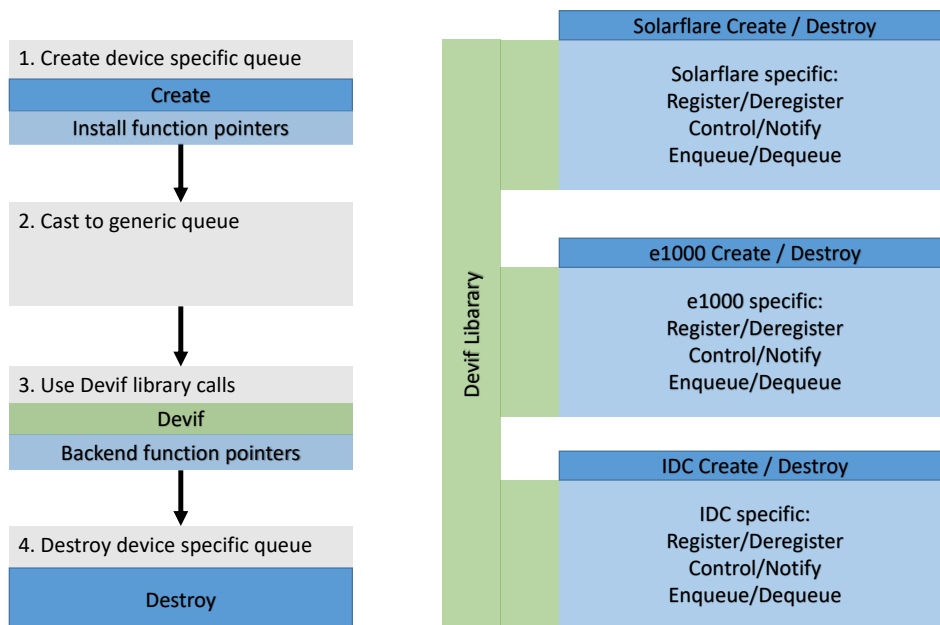 1. Create device specific queue
Create
Install function pointers
2. Cast to generic queue
3. Use Devif library calls
Devif
Backend function pointers
4. Destroy device specific queue
Destroy
Devif Libarary
Solarflare Create / Destroy
Solarflare specific:
Register/Deregister
Control/Notify
Enqueue/Dequeue
e1000 Create / Destroy
e1000 specific:
Register/Deregister
Control/Notify
Enqueue/Dequeue
IDC Create / Destroy
IDC specific:
Register/Deregister
Control/Notify
Enqueue/Dequeue